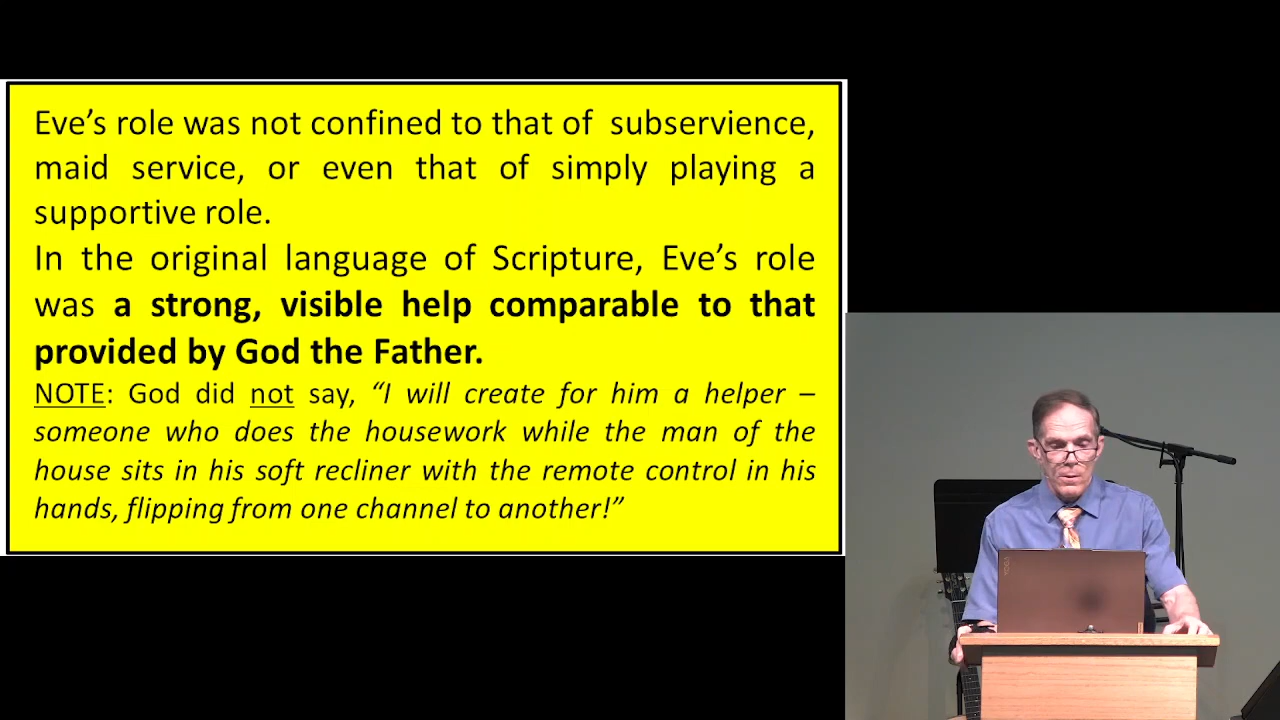 Eve’s role was not confined to that of subservience,
maid service, or even that of simply playing a
supportive role.
In the original language of Scripture, Eve’s role
was a strong, visible help comparable to that
provided by God the Father.
NOTE: God did not say, “I will create for him a helper –
someone who does the housework while the man of the
house sits in his soft recliner with the remote control in his
hands, flipping from one channel to another!”